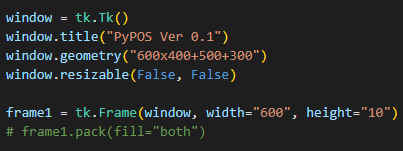 window = tk.Tk()
window.title("PyPOS Ver 0.1")
window.geometry("600x400+500+300")
window.resizable(False, False)

frame1 = tk.Frame(window, width="600", height="10")
# frame1.pack(fill="both")